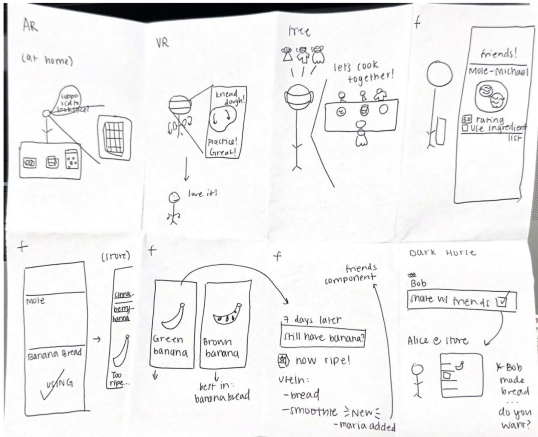 AR
(at home)
VR
knead
dough!
practice!
Great!
love it!
free
let's cook
together!
f
friends!
Mole-Michael
rating
use ingredient
list
f
Mole
Banana Bread
USING
(store)
Too
ripe...
f
Green
banana
Brown
banana
best in:
banana bread
f
friends
component
7 days later
still have banana?
now ripe!
use in:
-bread
-smoothie
New
-maria added
DARK HORSE
Bob
share w/ friends
Alice @ store
Bob
made
bread
...
do you
want?